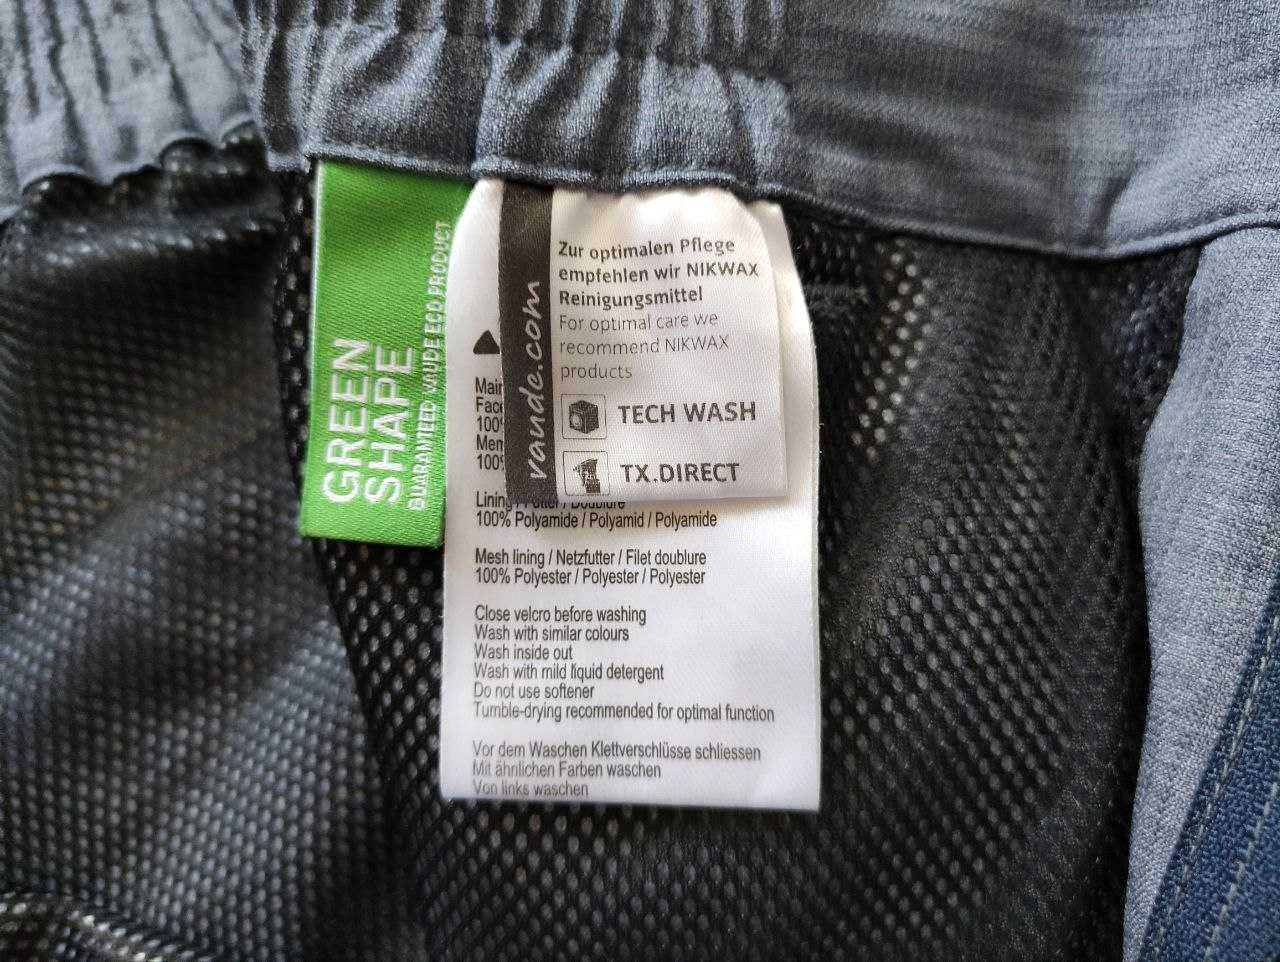 GREEN
SHAPE
GUARANTEED VAUDE ECO PRODUCT
vaude.com
Zur optimalen Pflege
empfehlen wir NIKWAX
Reinigungsmittel
For optimal care we
recommend NIKWAX
products
TECH WASH
TX.DIRECT
100%
100%
Lining / Futter / Doublure
100% Polyamide / Polyamid / Polyamide
Mesh lining / Netzfutter / Filet doublure
100% Polyester / Polyester / Polyester
Close velcro before washing
Wash with similar colours
Wash inside out
Wash with mild liquid detergent
Do not use softener
Tumble-drying recommended for optimal function
Vor dem Waschen Klettverschlüsse schliessen
Mit ähnlichen Farben waschen
Von links waschen